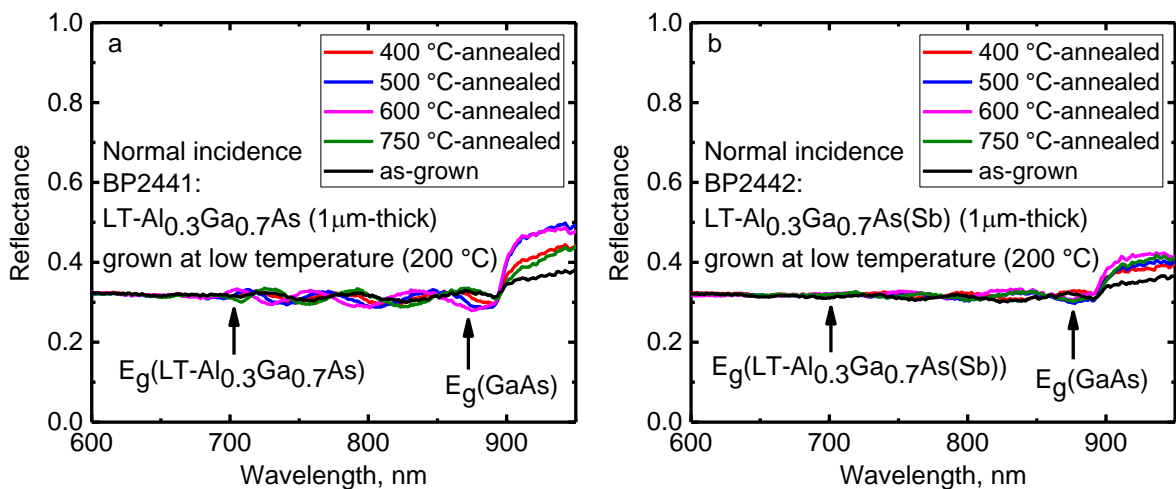 a
400 °C-annealed
500 °C-annealed
600 °C-annealed
750 °C-annealed
as-grown
Normal incidence
BP2441:
LT-Al0.3Ga0.7As (1μm-thick)
grown at low temperature (200 °C)
Eg(LT-Al0.3Ga0.7As)
Eg(GaAs)
Reflectance
1.0
0.8
0.6
0.4
0.2
0.0
600
700
800
900
Wavelength, nm
b
400 °C-annealed
500 °C-annealed
600 °C-annealed
750 °C-annealed
as-grown
Normal incidence
BP2442:
LT-Al0.3Ga0.7As(Sb) (1μm-thick)
grown at low temperature (200 °C)
Eg(LT-Al0.3Ga0.7As(Sb))
Eg(GaAs)
Reflectance
1.0
0.8
0.6
0.4
0.2
0.0
600
700
800
900
Wavelength, nm